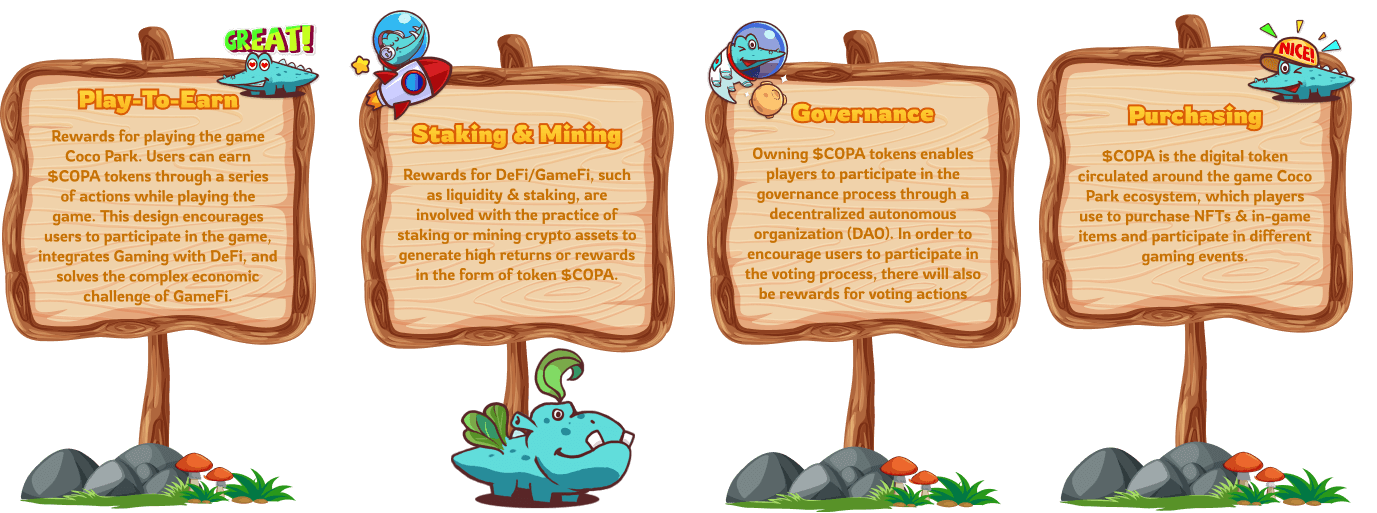 GREAT!
Play-To-Earn
Rewards for playing the game
Coco Park. Users can earn
$COPA tokens through a series
of actions while playing the
game. This design encourages
users to participate in the game,
integrates Gaming with DeFi, and
solves the complex economic
challenge of GameFi.
Staking & Mining
Rewards for DeFi/GameFi, such
as liquidity & staking, are
involved with the practice of
staking or mining crypto assets to
generate high returns or rewards
in the form of token $COPA.
Governance
Owning $COPA tokens enables
players to participate in the
governance process through a
decentralized autonomous
organization (DAO). In order to
encourage users to participate in
the voting process, there will also
be rewards for voting actions
NICE!
Purchasing
$COPA is the digital token
circulated around the game Coco
Park ecosystem, which players
use to purchase NFTs & in-game
items and participate in different
gaming events.